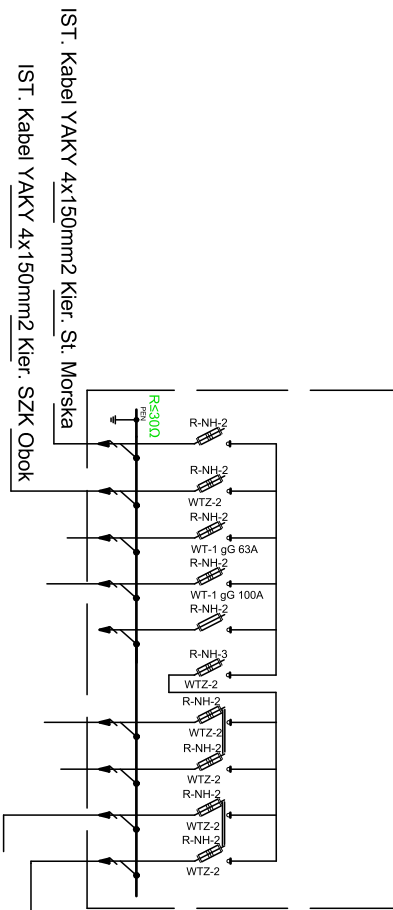 IST. Kabel YAKY 4x150mm2 Kier. St. Morska
IST. Kabel YAKY 4x150mm2 Kier. SZK Obok
R≤30Ω
PEN
R-NH-2
R-NH-2
WTZ-2
R-NH-2
WT-1 gG 63A
R-NH-2
WT-1 gG 100A
R-NH-2
R-NH-3
WTZ-2
R-NH-2
WTZ-2
R-NH-2
WTZ-2
R-NH-2
WTZ-2
R-NH-2
WTZ-2